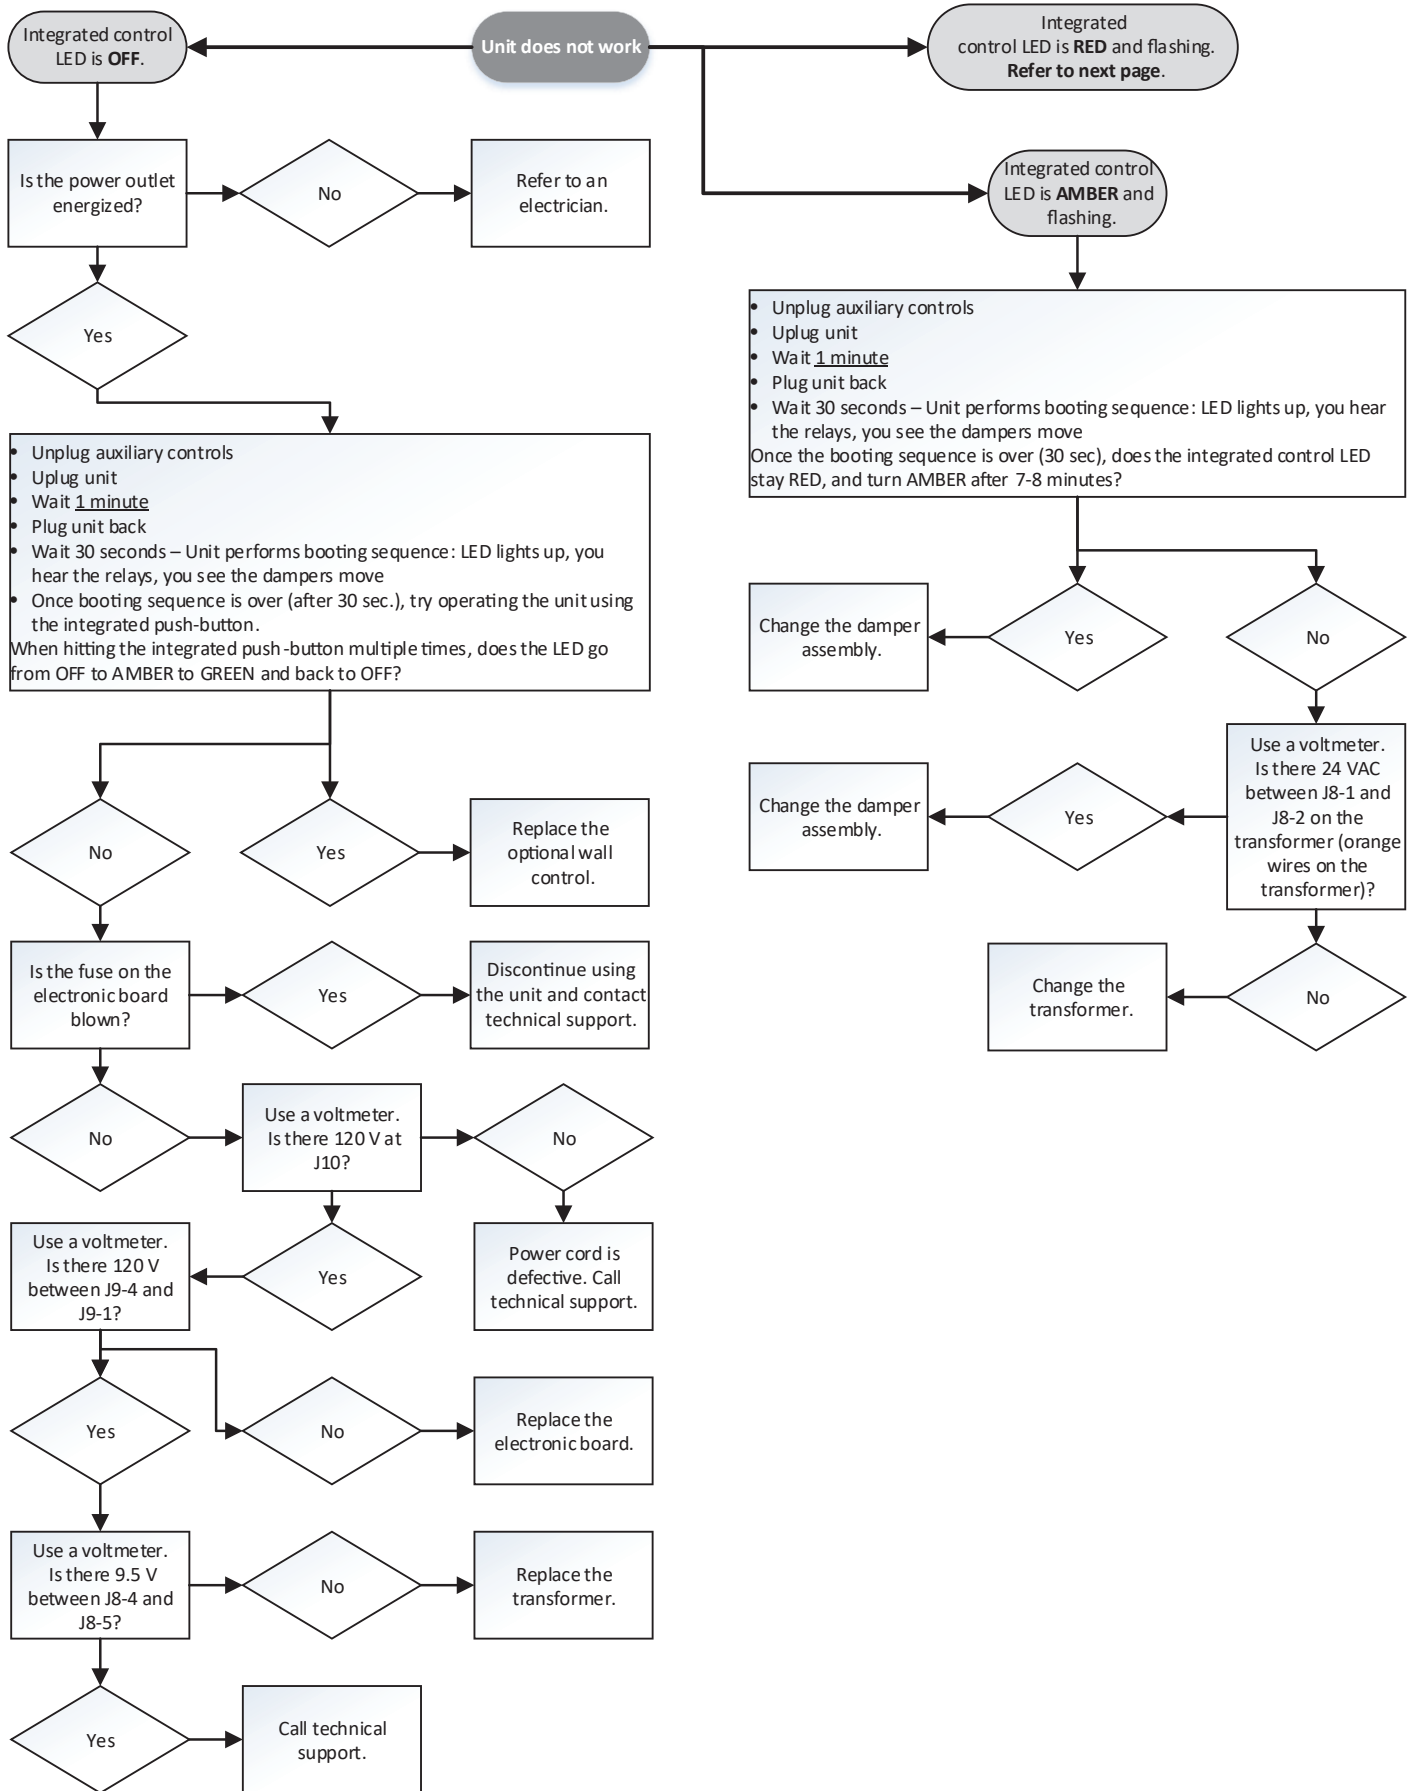 Unit does not work
Integrated control
LED is OFF.
Is the power outlet
energized?
No
Refer to an
electrician.
Yes
• Unplug auxiliary controls
• Uplug unit
• Wait 1 minute
• Plug unit back
• Wait 30 seconds – Unit performs booting sequence: LED lights up, you
hear the relays, you see the dampers move
• Once booting sequence is over (after 30 sec.), try operating the unit using
the integrated push-button.
When hitting the integrated push-button multiple times, does the LED go
from OFF to AMBER to GREEN and back to OFF?
No
Yes
Replace the
optional wall
control.
Is the fuse on the
electronic board
blown?
Yes
Discontinue using
the unit and contact
technical support.
No
Use a voltmeter.
Is there 120 V at
J10?
No
Power cord is
defective. Call
technical support.
Yes
Use a voltmeter.
Is there 120 V
between J9-4 and
J9-1?
Yes
No
Replace the
electronic board.
Use a voltmeter.
Is there 9.5 V
between J8-4 and
J8-5?
No
Replace the
transformer.
Yes
Call technical
support.
Integrated
control LED is RED and flashing.
Refer to next page.
Integrated control
LED is AMBER and
flashing.
• Unplug auxiliary controls
• Uplug unit
• Wait 1 minute
• Plug unit back
• Wait 30 seconds – Unit performs booting sequence: LED lights up, you hear
the relays, you see the dampers move
Once the booting sequence is over (30 sec), does the integrated control LED
stay RED, and turn AMBER after 7-8 minutes?
Change the damper
assembly.
Yes
No
Use a voltmeter.
Is there 24 VAC
between J8-1 and
J8-2 on the
transformer (orange
wires on the
transformer)?
Yes
Change the damper
assembly.
No
Change the
transformer.